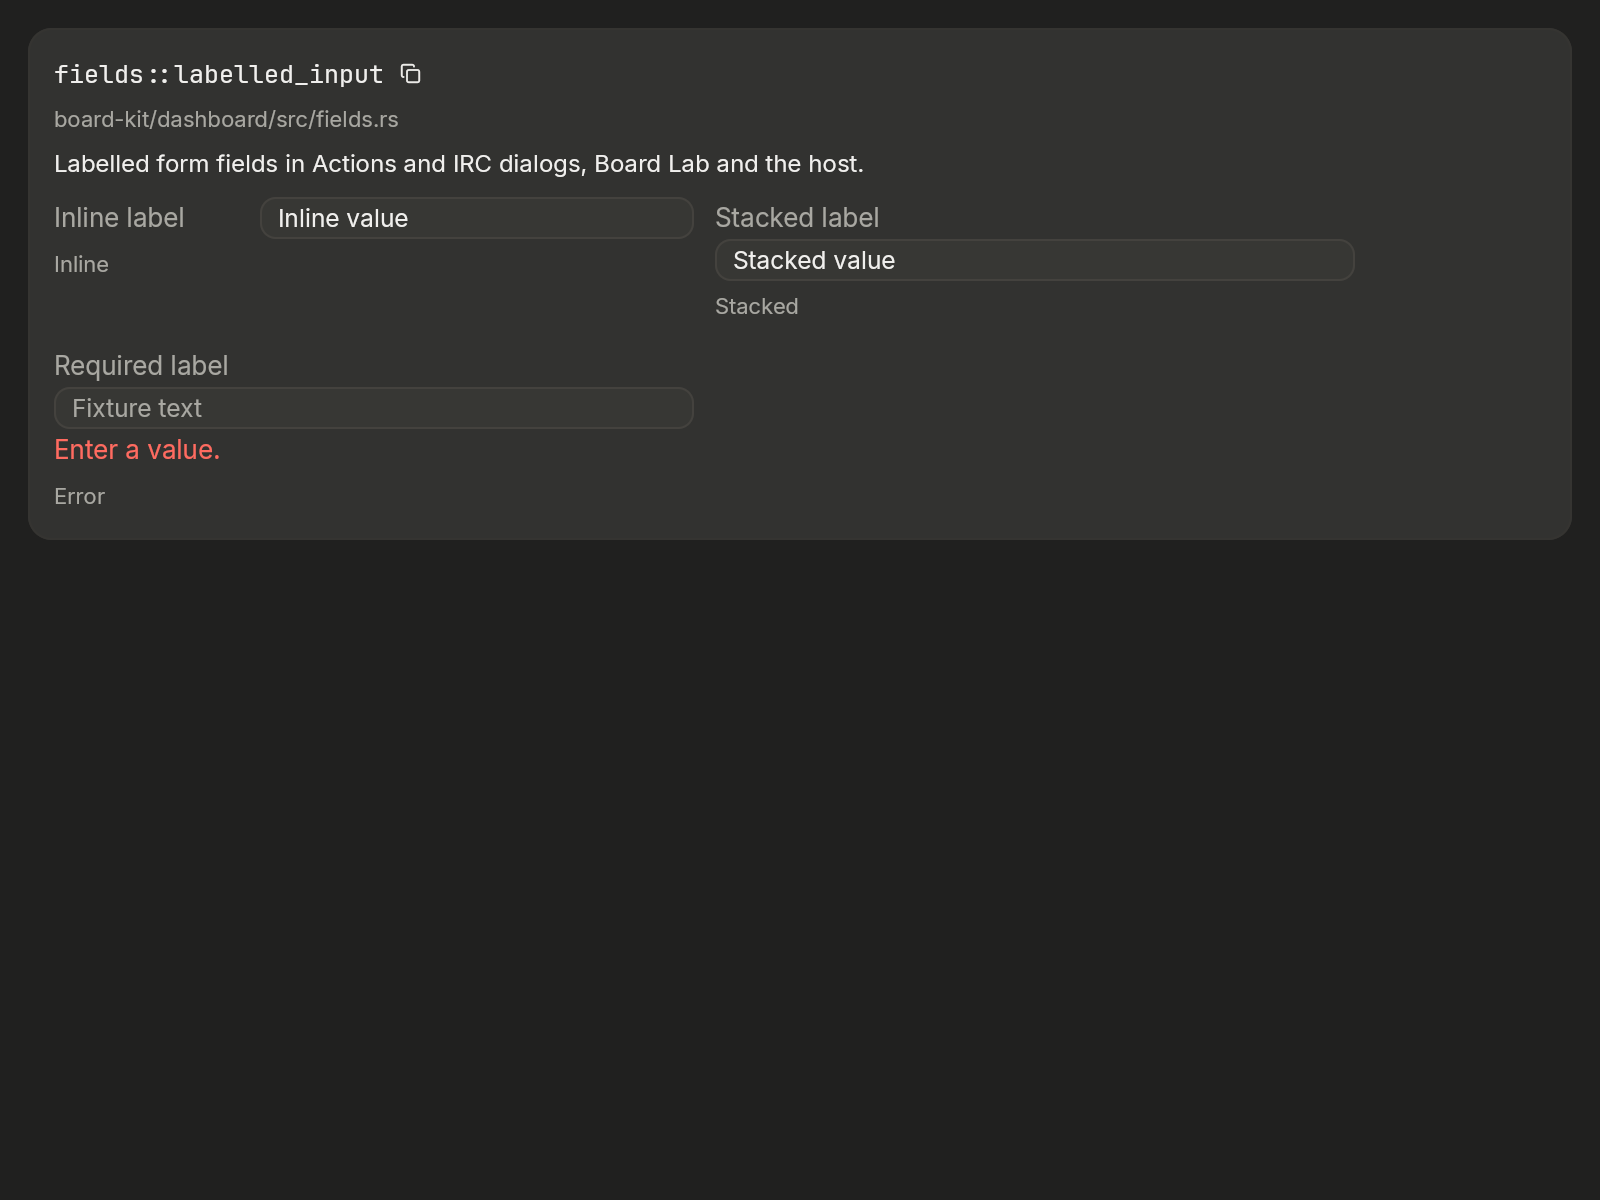 fields::labelled_input
board-kit/dashboard/src/fields.rs
Labelled form fields in Actions and IRC dialogs, Board Lab and the host.
Inline label
Inline value
Inline
Stacked label
Stacked value
Stacked
Required label
Fixture text
Enter a value.
Error